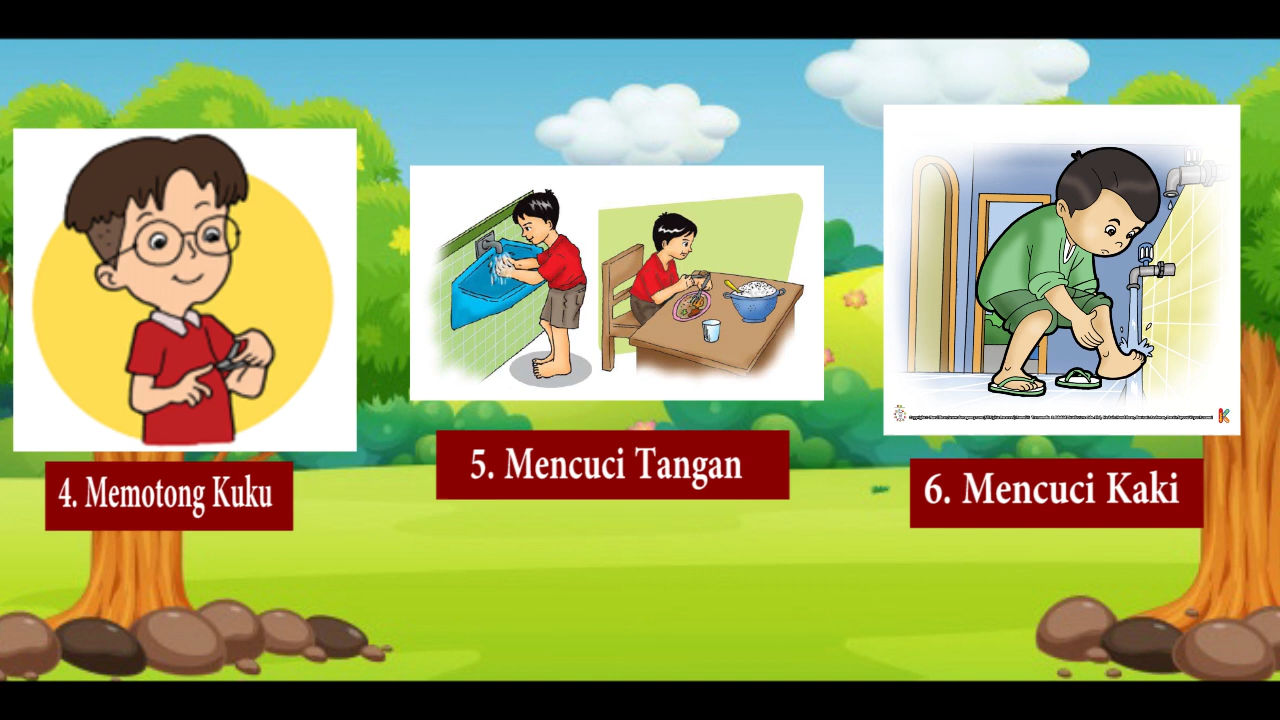 4. Memotong Kuku
5. Mencuci Tangan
6. Mencuci Kaki